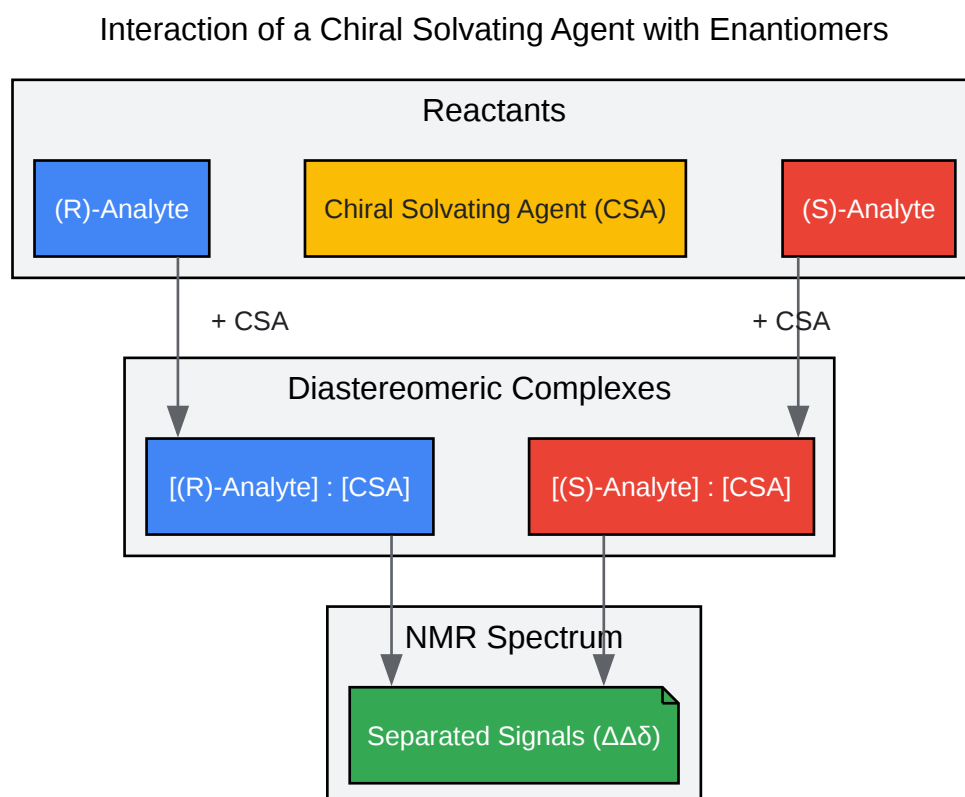 Interaction of a Chiral Solvating Agent with Enantiomers
Reactants
(R)-Analyte
Chiral Solvating Agent (CSA)
(S)-Analyte
+ CSA
+ CSA
Diastereomeric Complexes
[(R)-Analyte] : [CSA]
[(S)-Analyte] : [CSA]
NMR Spectrum
Separated Signals (ΔΔδ)